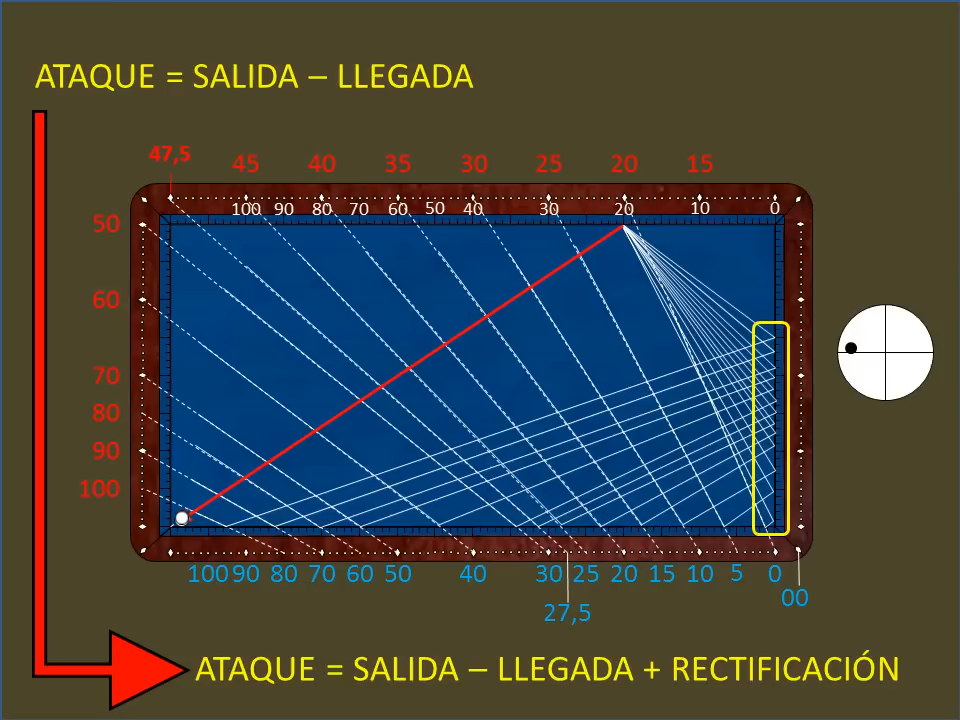 ATAQUE = SALIDA – LLEGADA
47,5 45 40 35 30 25 20 15
100 90 80 70 60 50 40 30 20 10 0
50
60
70
80
90
100
100 90 80 70 60 50 40 30 25 20 15 10 5 0
00
27,5
ATAQUE = SALIDA – LLEGADA + RECTIFICACIÓN